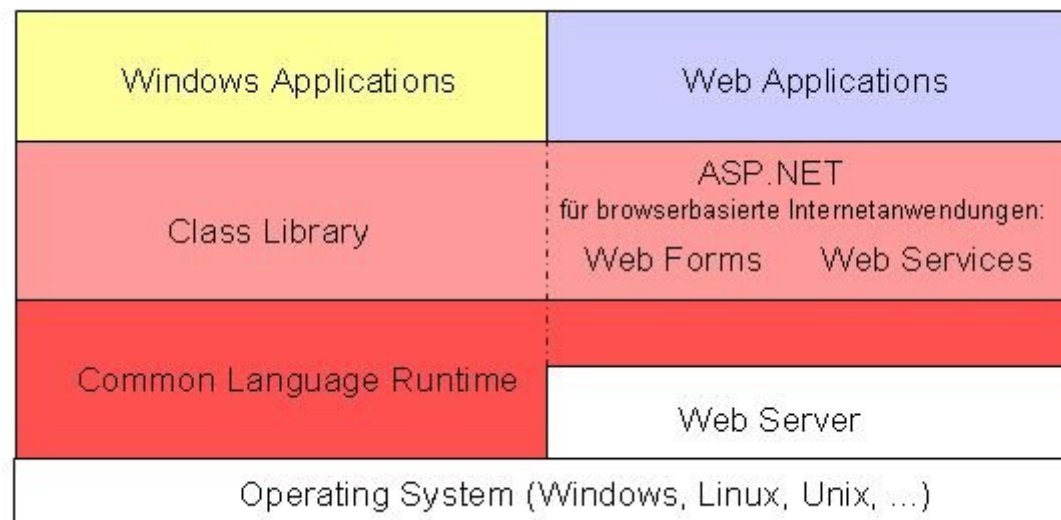 Windows Applications
Web Applications
Class Library
ASP.NET
für browserbasierte Internetanwendungen:
Web Forms Web Services
Common Language Runtime
Web Server
Operating System (Windows, Linux, Unix, ...)